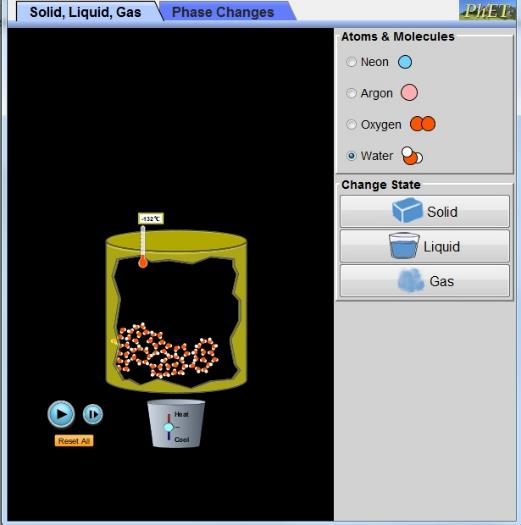 Solid, Liquid, Gas
Phase Changes
PhET
Atoms & Molecules
Neon
Argon
Oxygen
Water
Change State
Solid
Liquid
Gas
-132°C
Heat
Cool
Reset All